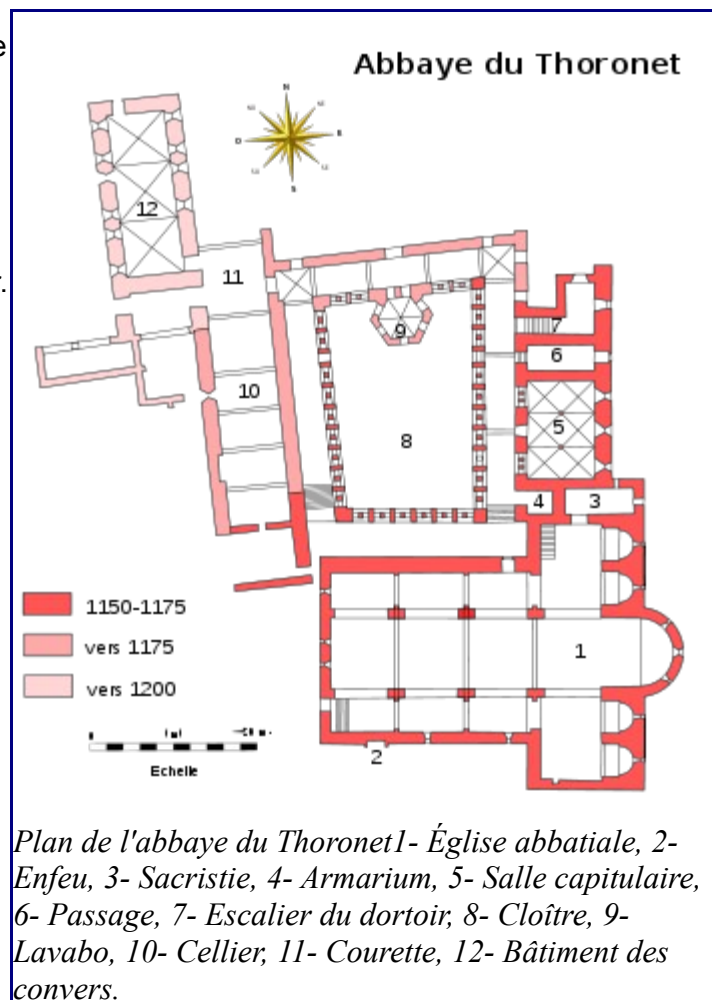 e
r.
Abbaye du Thoronet
N
O
E
S
12
11
7
6
9
10
5
8
4
3
1
2
1150-1175
vers 1175
vers 1200
Echelle
Plan de l'abbaye du Thoronet1- Église abbatiale, 2-
Enfeu, 3- Sacristie, 4- Armarium, 5- Salle capitulaire,
6- Passage, 7- Escalier du dortoir, 8- Cloître, 9-
Lavabo, 10- Cellier, 11- Courette, 12- Bâtiment des
convers.